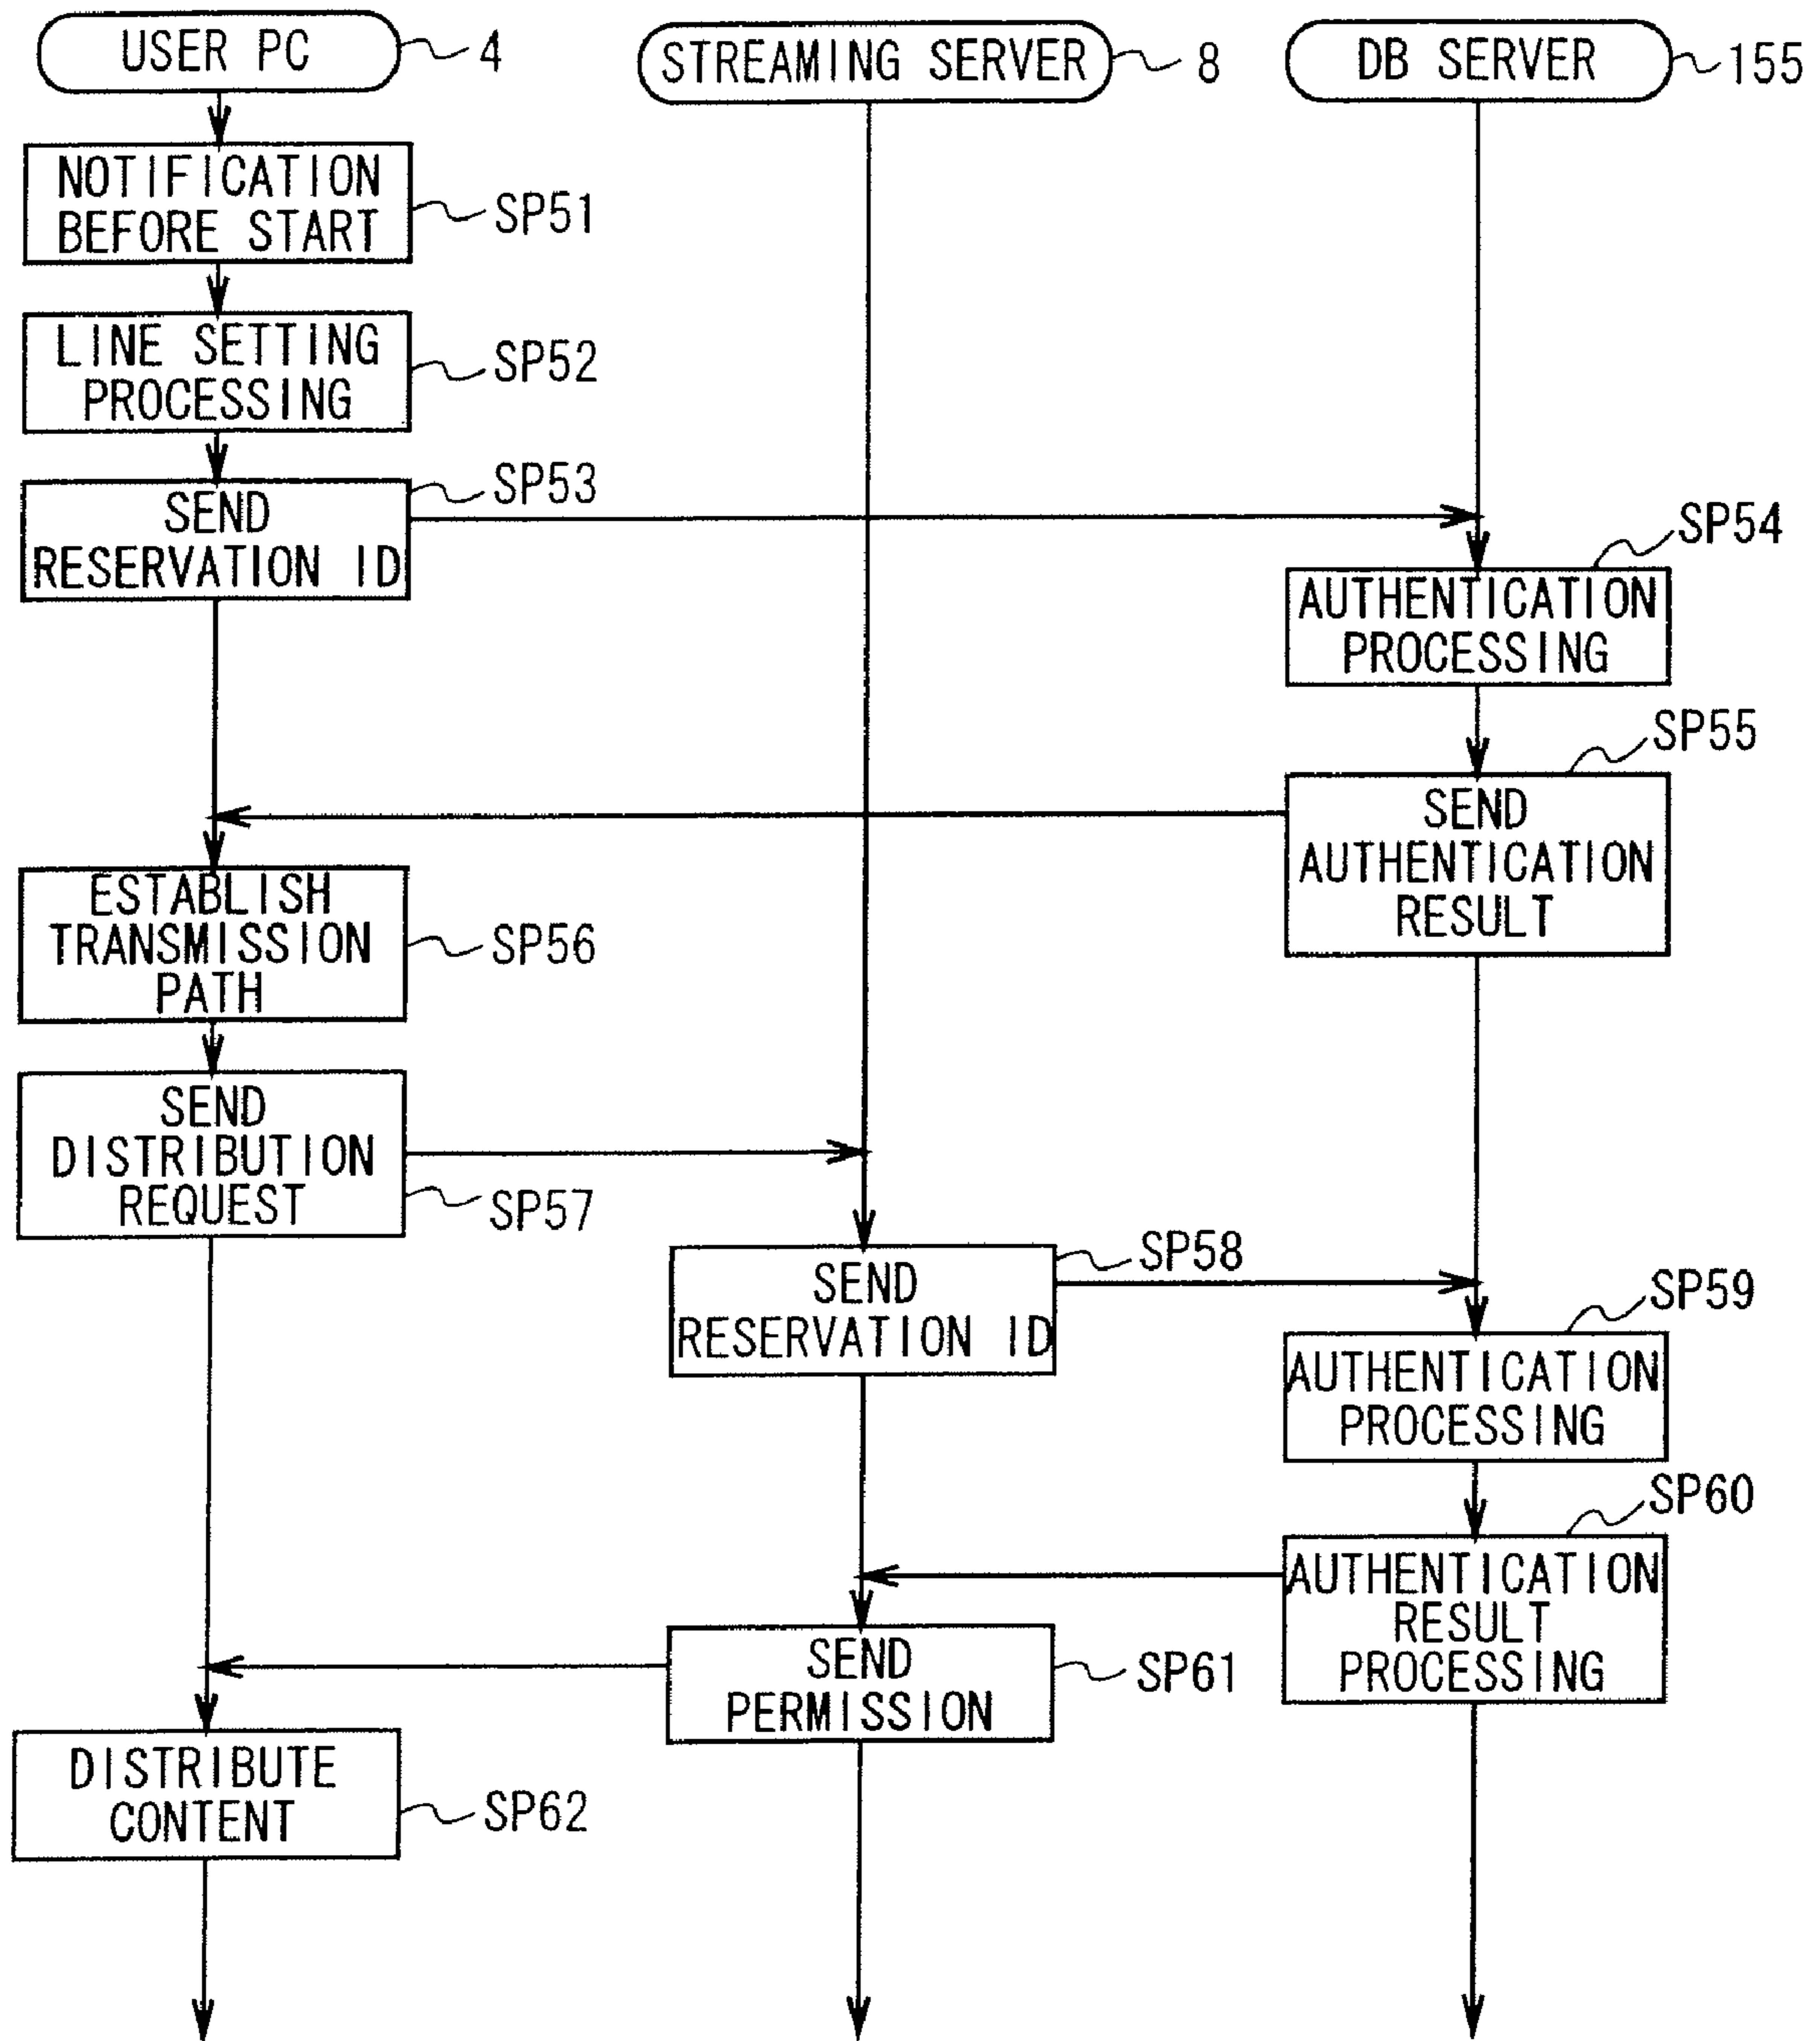 USER PC
4
STREAMING SERVER
8
DB SERVER
155
NOTIFICATION
BEFORE START
SP51
LINE SETTING
PROCESSING
SP52
SEND
RESERVATION ID
SP53
AUTHENTICATION
PROCESSING
SP54
SEND
AUTHENTICATION
RESULT
SP55
ESTABLISH
TRANSMISSION
PATH
SP56
SEND
DISTRIBUTION
REQUEST
SP57
SEND
RESERVATION ID
SP58
AUTHENTICATION
PROCESSING
SP59
AUTHENTICATION
RESULT
PROCESSING
SP60
SEND
PERMISSION
SP61
DISTRIBUTE
CONTENT
SP62